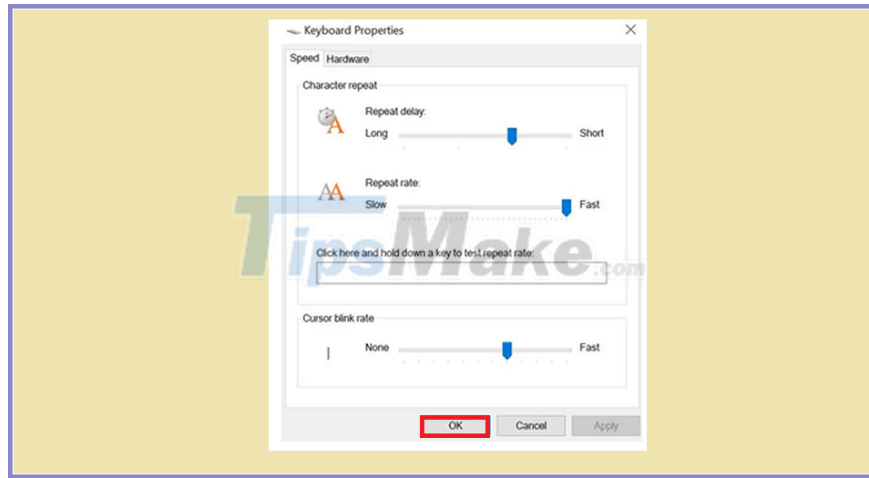 Keyboard Properties
Speed Hardware
Character repeat
A
Repeat delay:
Long Short
AA
Repeat rate:
Slow Fast
TipsMake.com
Click here and hold down a key to test repeat rate:
Cursor blink rate
None Fast
OK Cancel Apply